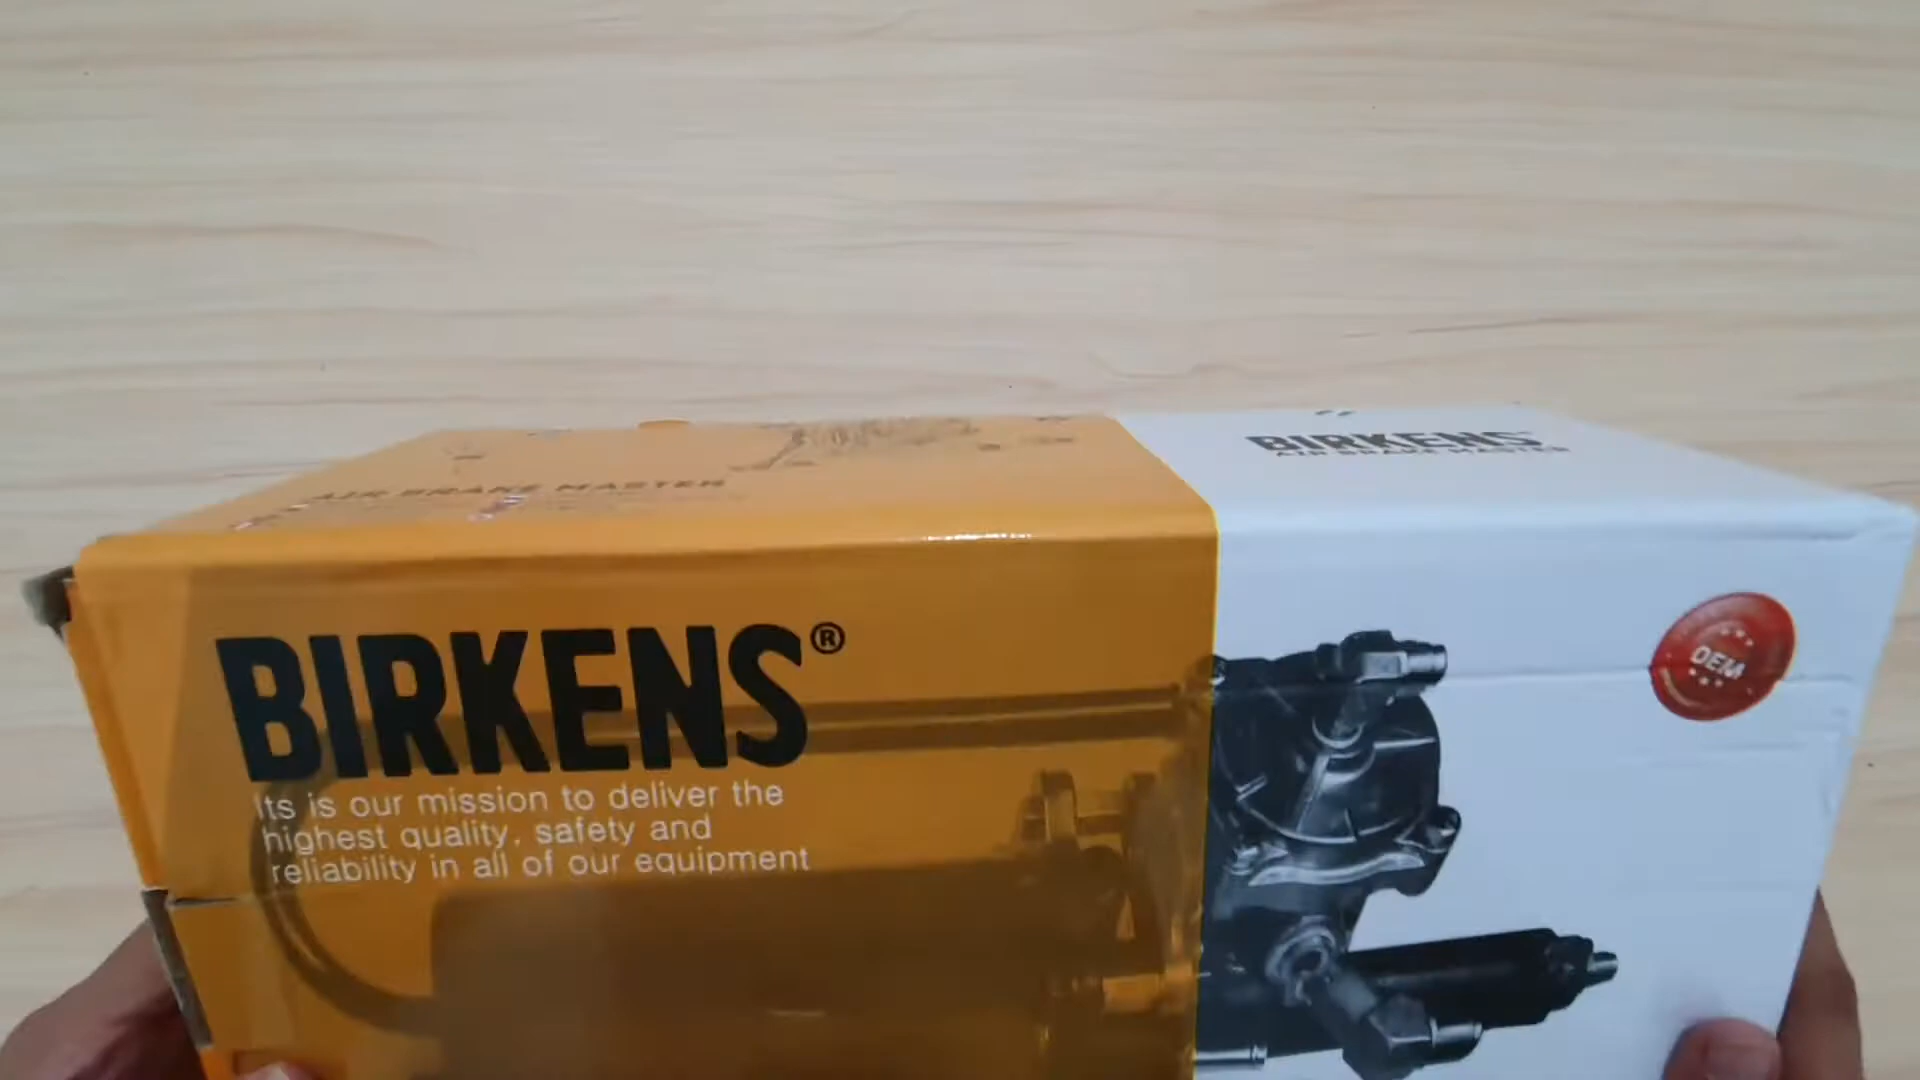 AIR BRAKE MASTER
BIRKENS
AIR BRAKE MASTER
BIRKENS®
Its is our mission to deliver the
highest quality, safety and
reliability in all of our equipment
OEM